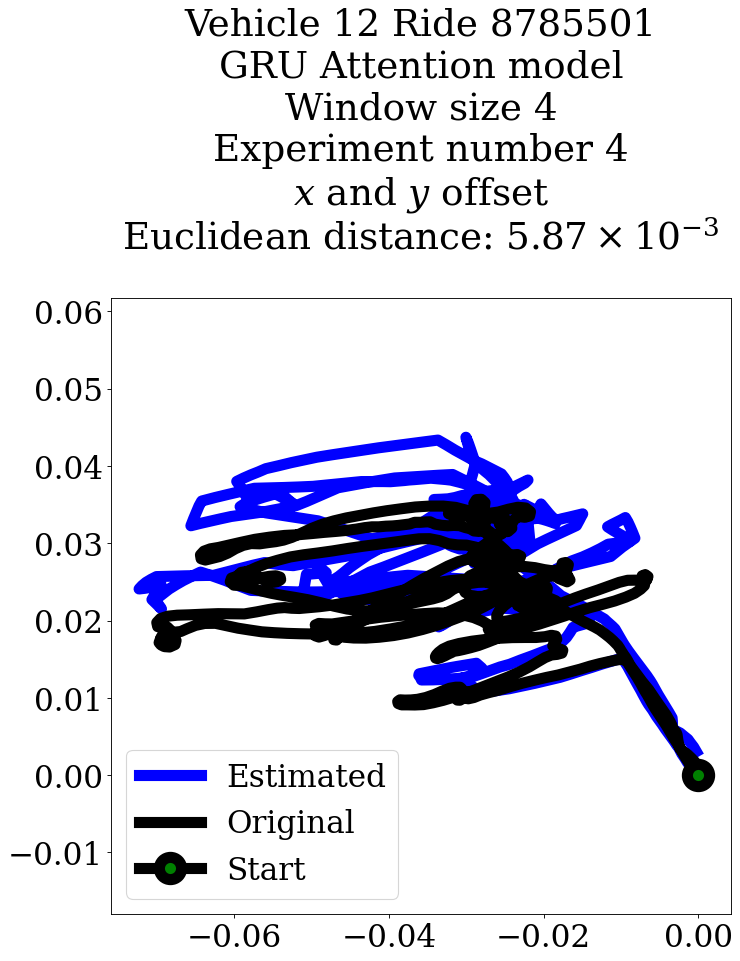 Vehicle 12 Ride 8785501
GRU Attention model
Window size 4
Experiment number 4
x and y offset
Euclidean distance: 5.87 × 10⁻³
0.06
0.05
0.04
0.03
0.02
0.01
0.00
−0.01
Estimated
Original
Start
−0.06 −0.04 −0.02 0.00